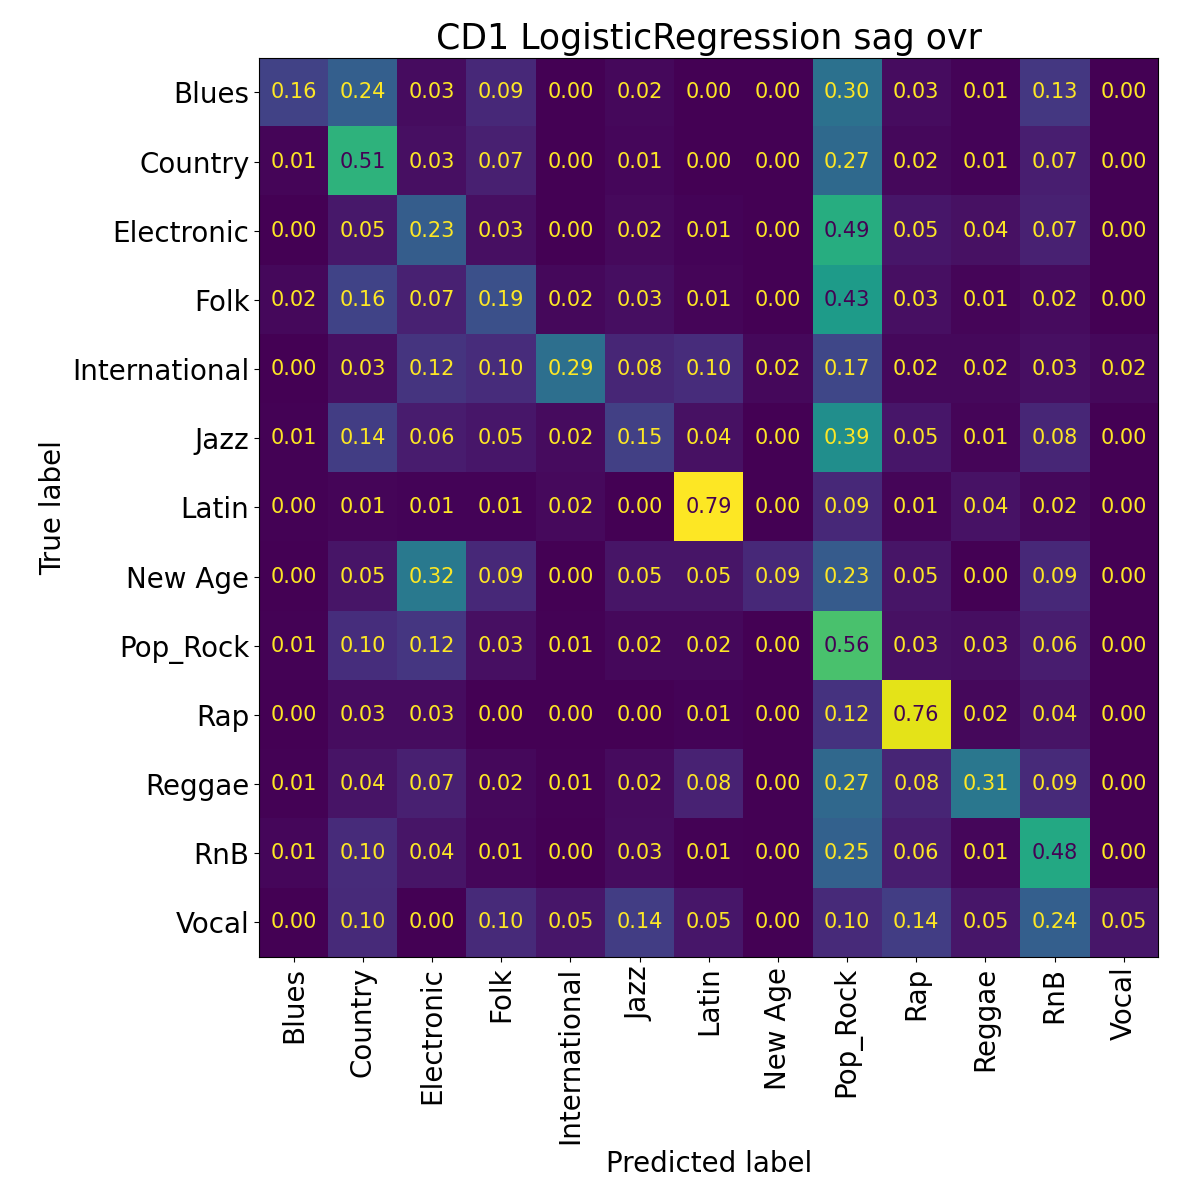 CD1 LogisticRegression sag ovr
True label
Blues 0.16 0.24 0.03 0.09 0.00 0.02 0.00 0.00 0.30 0.03 0.01 0.13 0.00
Country 0.01 0.51 0.03 0.07 0.00 0.01 0.00 0.00 0.27 0.02 0.01 0.07 0.00
Electronic 0.00 0.05 0.23 0.03 0.00 0.02 0.01 0.00 0.49 0.05 0.04 0.07 0.00
Folk 0.02 0.16 0.07 0.19 0.02 0.03 0.01 0.00 0.43 0.03 0.01 0.02 0.00
International 0.00 0.03 0.12 0.10 0.29 0.08 0.10 0.02 0.17 0.02 0.02 0.03 0.02
Jazz 0.01 0.14 0.06 0.05 0.02 0.15 0.04 0.00 0.39 0.05 0.01 0.08 0.00
Latin 0.00 0.01 0.01 0.01 0.02 0.00 0.79 0.00 0.09 0.01 0.04 0.02 0.00
New Age 0.00 0.05 0.32 0.09 0.00 0.05 0.05 0.09 0.23 0.05 0.00 0.09 0.00
Pop_Rock 0.01 0.10 0.12 0.03 0.01 0.02 0.02 0.00 0.56 0.03 0.03 0.06 0.00
Rap 0.00 0.03 0.03 0.00 0.00 0.00 0.01 0.00 0.12 0.76 0.02 0.04 0.00
Reggae 0.01 0.04 0.07 0.02 0.01 0.02 0.08 0.00 0.27 0.08 0.31 0.09 0.00
RnB 0.01 0.10 0.04 0.01 0.00 0.03 0.01 0.00 0.25 0.06 0.01 0.48 0.00
Vocal 0.00 0.10 0.00 0.10 0.05 0.14 0.05 0.00 0.10 0.14 0.05 0.24 0.05
Blues Country Electronic Folk International Jazz Latin New Age Pop_Rock Rap Reggae RnB Vocal
Predicted label